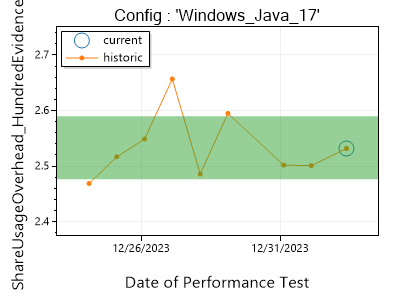 Config : 'Windows_Java_17'
ShareUsageOverhead_HundredEvidence
2.7
2.6
2.5
2.4
current
historic
12/26/2023
12/31/2023
Date of Performance Test